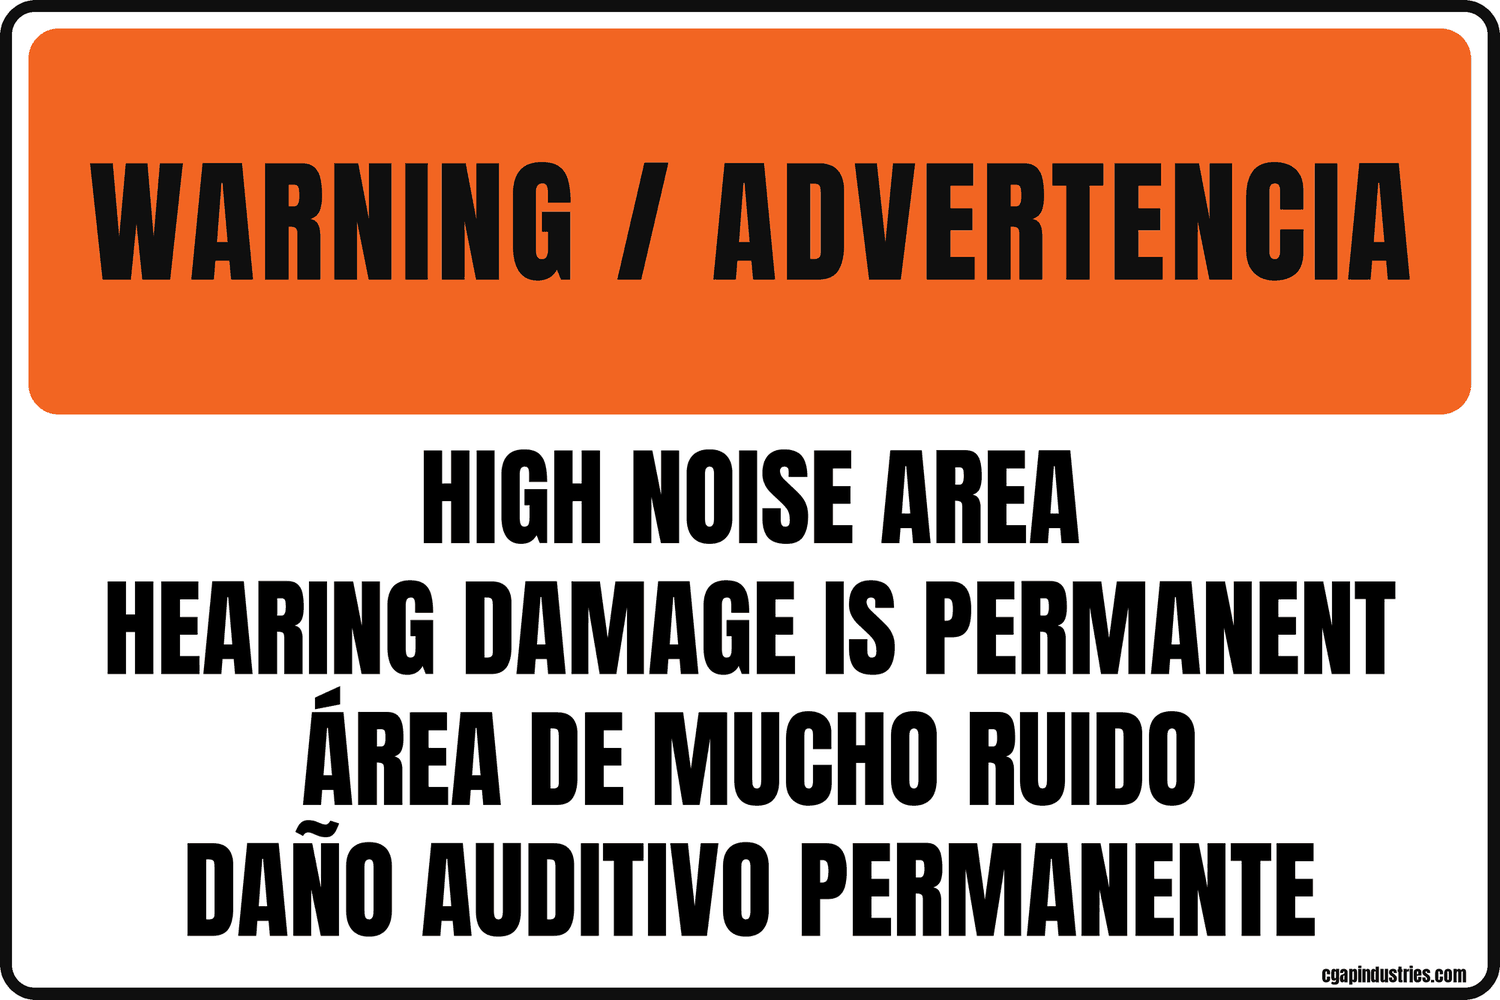 WARNING / ADVERTENCIA
HIGH NOISE AREA
HEARING DAMAGE IS PERMANENT
ÁREA DE MUCHO RUIDO
DAÑO AUDITIVO PERMANENTE
cgapindustries.com